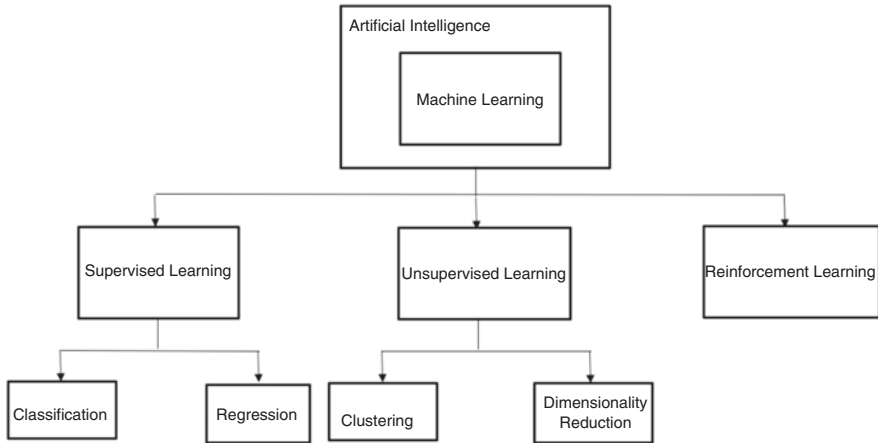 Artificial Intelligence
Machine Learning
Supervised Learning
Unsupervised Learning
Reinforcement Learning
Classification
Regression
Clustering
Dimensionality
Reduction